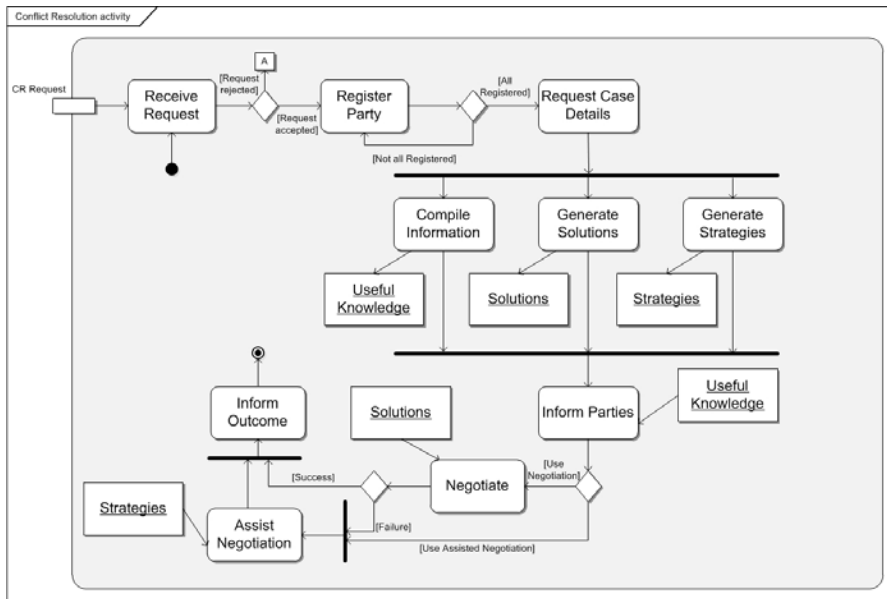 Conflict Resolution activity
CR Request
Receive
Request
[Request
rejected]
A
[Request
accepted]
Register
Party
[Not all Registered]
[All
Registered]
Request Case
Details
Compile
Information
Generate
Solutions
Generate
Strategies
Useful
Knowledge
Solutions
Strategies
Inform
Outcome
Solutions
Inform Parties
Useful
Knowledge
[Success]
Negotiate
[Use
Negotiation]
Strategies
Assist
Negotiation
[Failure]
[Use Assisted Negotiation]